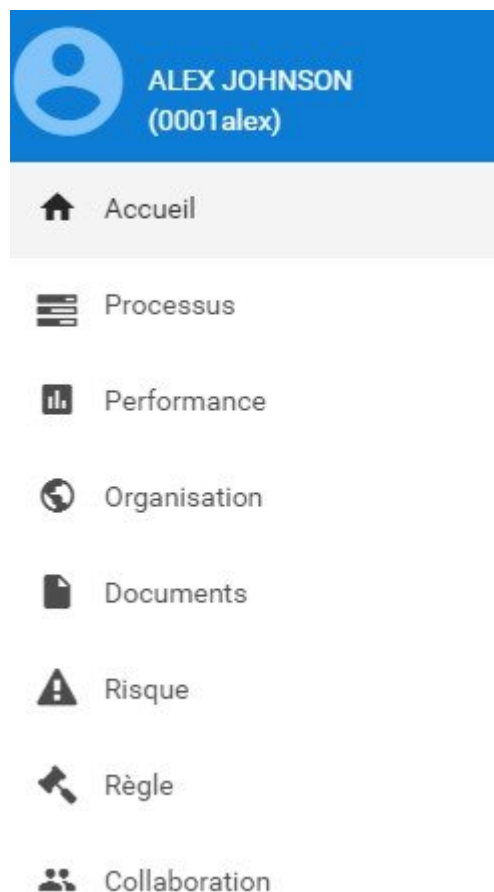 ALEX JOHNSON
(0001alex)
Accueil
Processus
Performance
Organisation
Documents
Risque
Règle
Collaboration